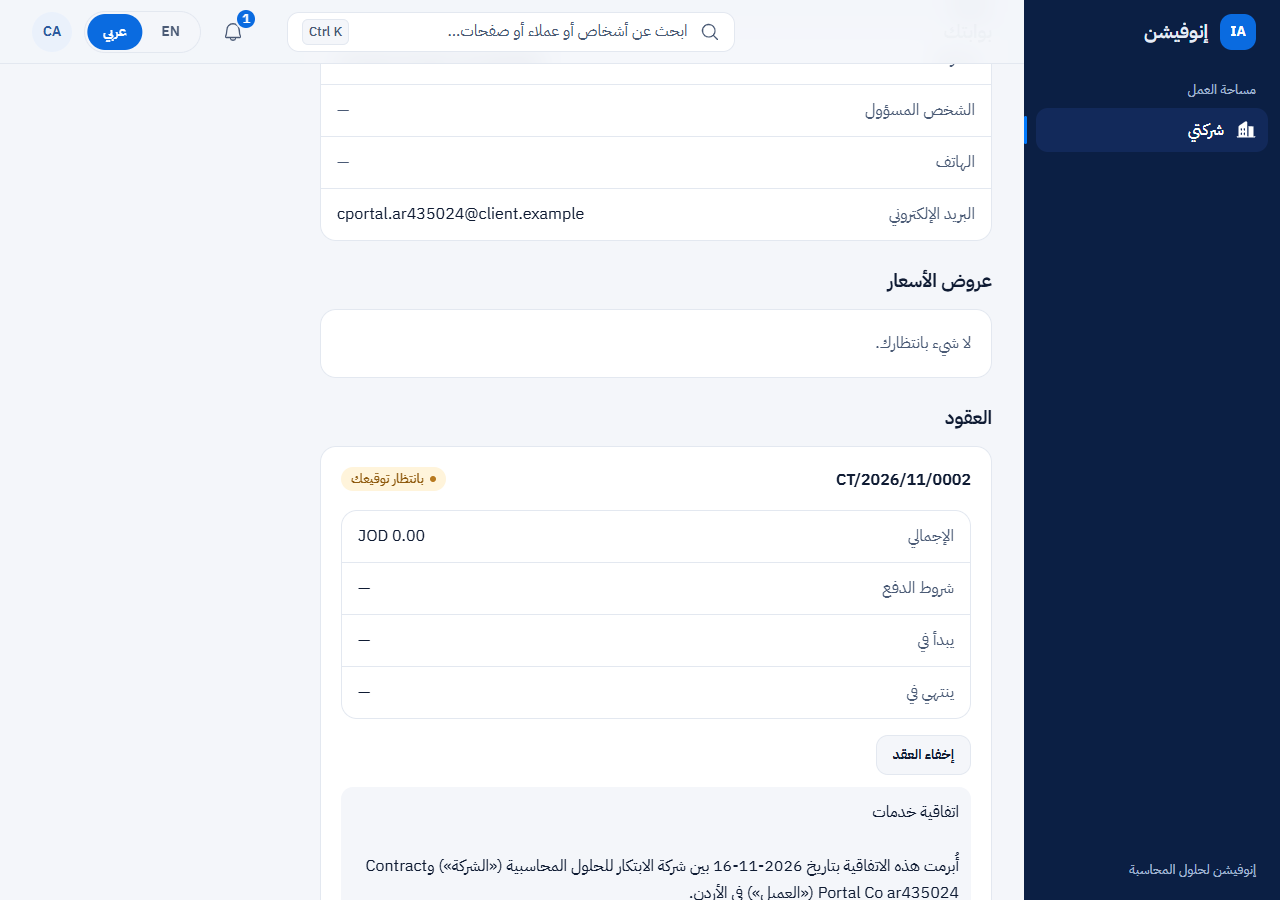 IA
إنوفيشن
مساحة العمل
شركتي
إنوفيشن لحلول المحاسبة
ابحث عن أشخاص أو عملاء أو صفحات...
Ctrl K
1
EN
عربي
CA
الشخص المسؤول
—
الهاتف
—
البريد الإلكتروني
cportal.ar435024@client.example
عروض الأسعار
لا شيء بانتظارك.
العقود
CT/2026/11/0002
بانتظار توقيعك
الإجمالي
JOD 0.00
شروط الدفع
—
يبدأ في
—
ينتهي في
—
إخفاء العقد
اتفاقية خدمات
أُبرمت هذه الاتفاقية بتاريخ 2026-11-16 بين شركة الابتكار للحلول المحاسبية («الشركة») وContract
Portal Co ar435024 («العميل») في الأردن.